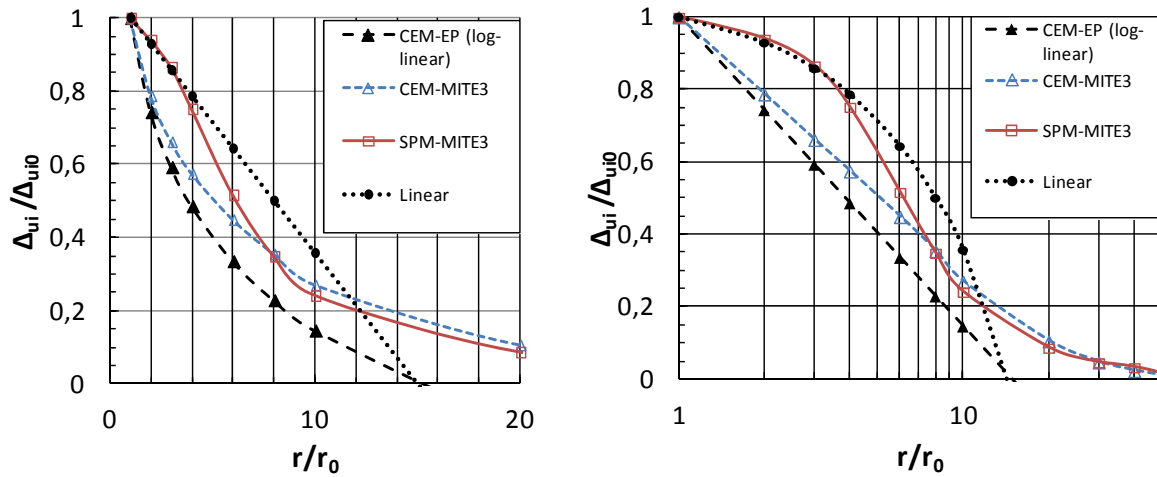 Δui /Δui0
1
0,8
0,6
0,4
0,2
0
0
10
20
r/r0
CEM-EP (log-
linear)
CEM-MITE3
SPM-MITE3
Linear
Δui /Δui0
1
0,8
0,6
0,4
0,2
0
1
10
r/r0
CEM-EP (log-
linear)
CEM-MITE3
SPM-MITE3
Linear